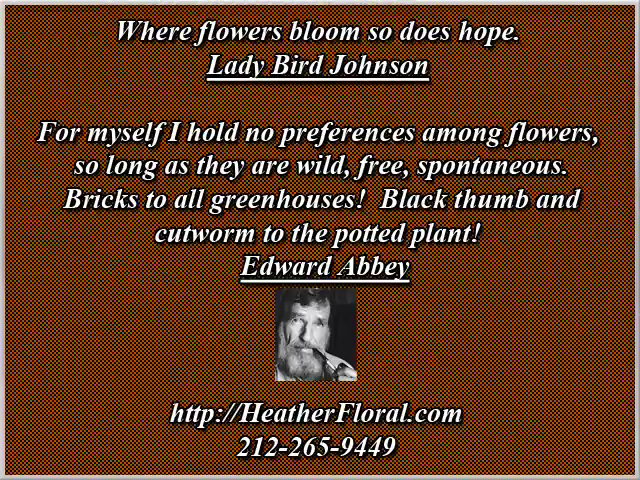 Where flowers bloom so does hope.
Lady Bird Johnson
For myself I hold no preferences among flowers,
so long as they are wild, free, spontaneous.
Bricks to all greenhouses!  Black thumb and
cutworm to the potted plant!
Edward Abbey
http://HeatherFloral.com
212-265-9449